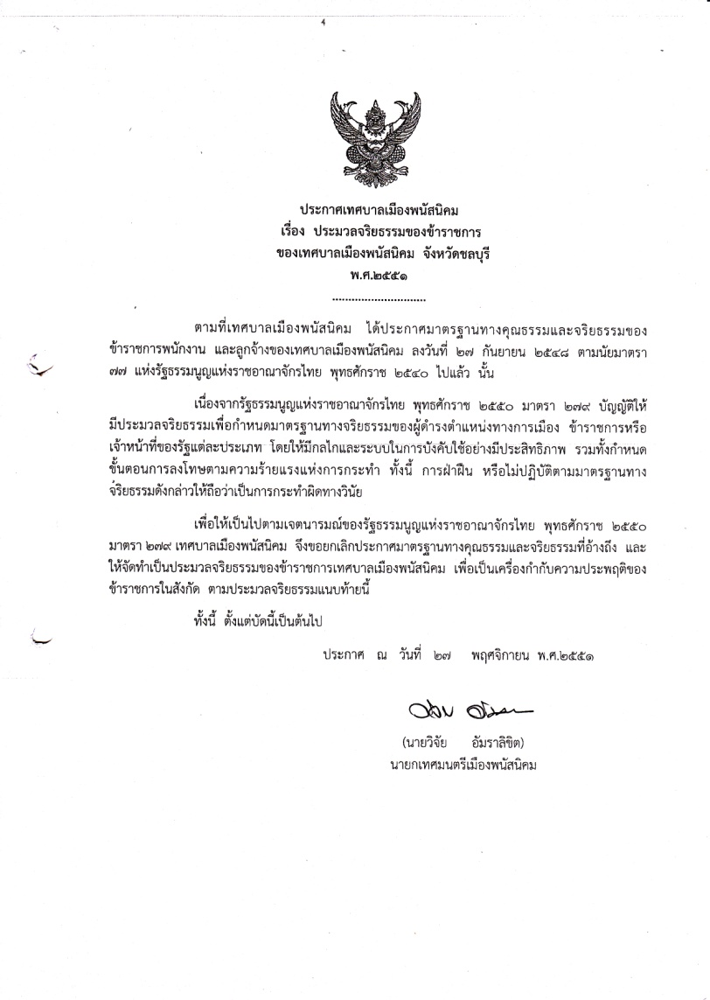 4
ประกาศเทศบาลเมืองพนัสนิคม
เรื่อง ประมวลจริยธรรมของข้าราชการ
ของเทศบาลเมืองพนัสนิคม จังหวัดชลบุรี
พ.ศ.๒๕๕๑
..............................
ตามที่เทศบาลเมืองพนัสนิคม ได้ประกาศมาตรฐานทางคุณธรรมและจริยธรรมของ
ข้าราชการพนักงาน และลูกจ้างของเทศบาลเมืองพนัสนิคม ลงวันที่ ๒๗ กันยายน ๒๕๔๘ ตามนัยมาตรา
๗๗ แห่งรัฐธรรมนูญแห่งราชอาณาจักรไทย พุทธศักราช ๒๕๔๐ ไปแล้ว นั้น
เนื่องจากรัฐธรรมนูญแห่งราชอาณาจักรไทย พุทธศักราช ๒๕๕๐ มาตรา ๒๗๙ บัญญัติให้
มีประมวลจริยธรรมเพื่อกำหนดมาตรฐานทางจริยธรรมของผู้ดำรงตำแหน่งทางการเมือง ข้าราชการหรือ
เจ้าหน้าที่ของรัฐแต่ละประเภท โดยให้มีกลไกและระบบในการบังคับใช้อย่างมีประสิทธิภาพ รวมทั้งกำหนด
ขั้นตอนการลงโทษตามความร้ายแรงแห่งการกระทำ ทั้งนี้ การฝ่าฝืน หรือไม่ปฏิบัติตามมาตรฐานทาง
จริยธรรมดังกล่าวให้ถือว่าเป็นการกระทำผิดทางวินัย
เพื่อให้เป็นไปตามเจตนารมณ์ของรัฐธรรมนูญแห่งราชอาณาจักรไทย พุทธศักราช ๒๕๕๐
มาตรา ๒๗๙ เทศบาลเมืองพนัสนิคม จึงขอยกเลิกประกาศมาตรฐานทางคุณธรรมและจริยธรรมที่อ้างถึง และ
ให้จัดทำเป็นประมวลจริยธรรมของข้าราชการเทศบาลเมืองพนัสนิคม เพื่อเป็นเครื่องกำกับความประพฤติของ
ข้าราชการในสังกัด ตามประมวลจริยธรรมแนบท้ายนี้
ทั้งนี้ ตั้งแต่บัดนี้เป็นต้นไป
ประกาศ ณ วันที่ ๒๗ พฤศจิกายน พ.ศ.๒๕๕๑
(นายวิจัย อัมราลิขิต)
นายกเทศมนตรีเมืองพนัสนิคม